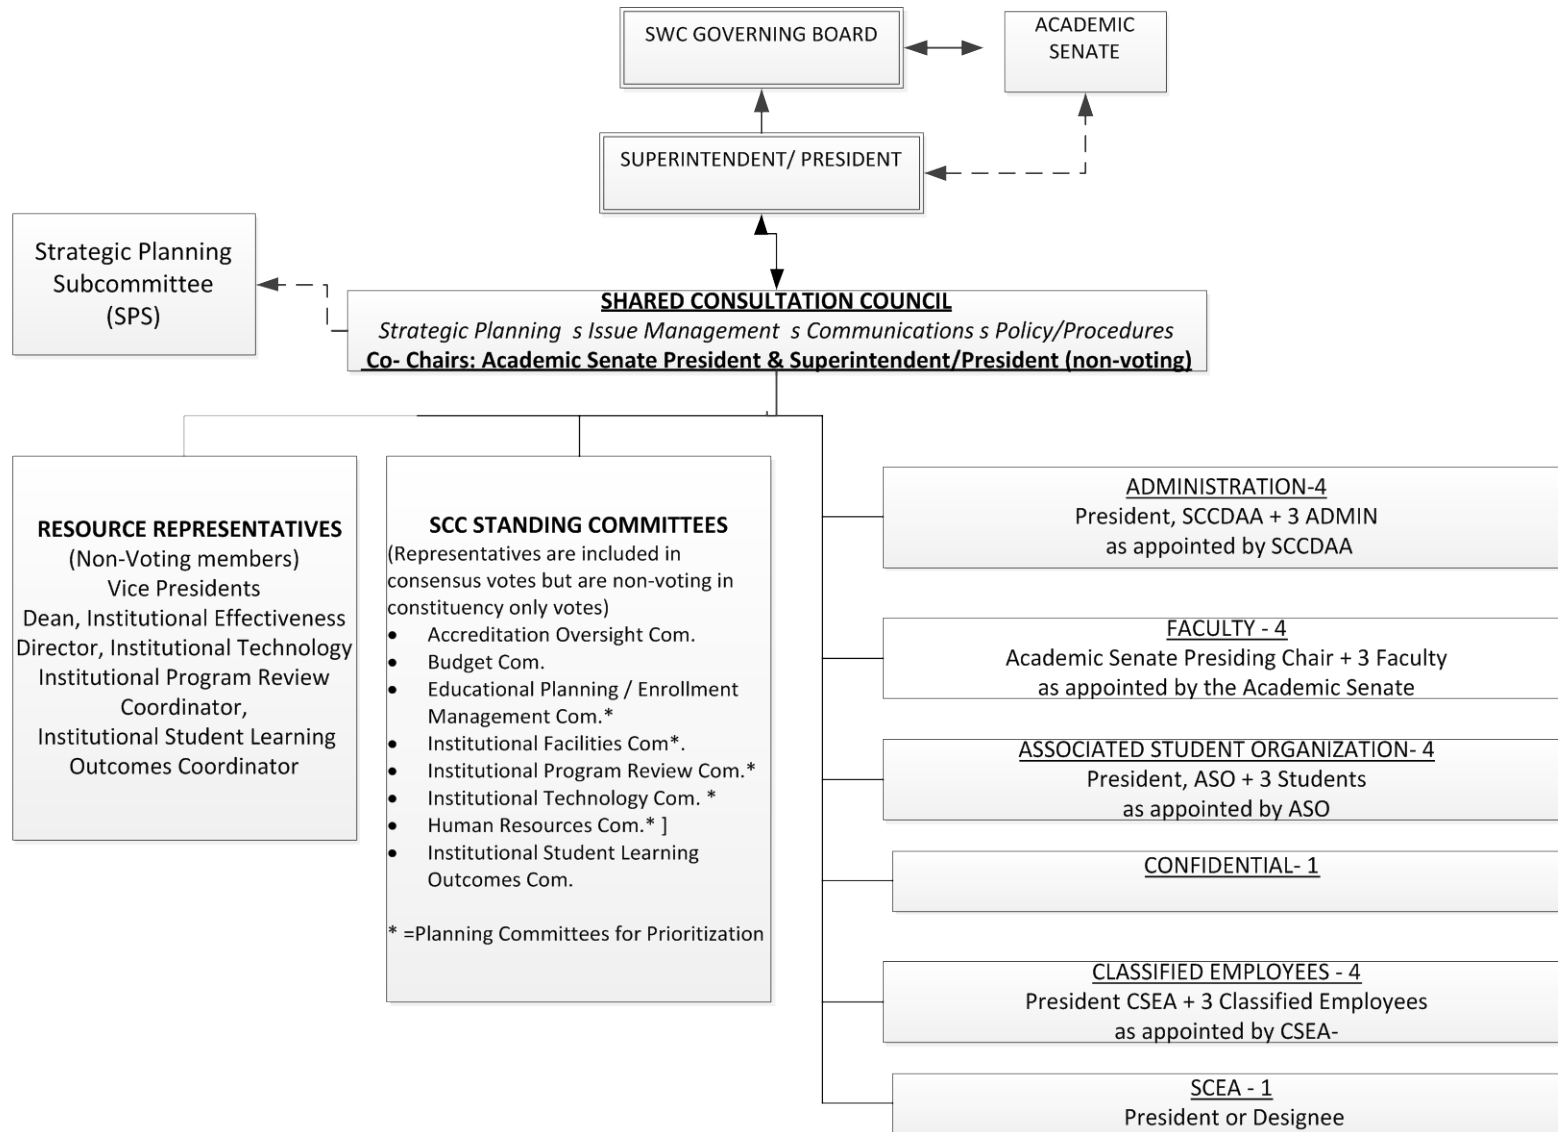 SWC GOVERNING BOARD
ACADEMIC
SENATE
SUPERINTENDENT/ PRESIDENT
Strategic Planning
Subcommittee
(SPS)
SHARED CONSULTATION COUNCIL
Strategic Planning s Issue Management s Communications s Policy/Procedures
Co- Chairs: Academic Senate President & Superintendent/President (non-voting)
RESOURCE REPRESENTATIVES
(Non-Voting members)
Vice Presidents
Dean, Institutional Effectiveness
Director, Institutional Technology
Institutional Program Review
Coordinator,
Institutional Student Learning
Outcomes Coordinator
SCC STANDING COMMITTEES
(Representatives are included in
consensus votes but are non-voting in
constituency only votes)
• Accreditation Oversight Com.
• Budget Com.
• Educational Planning / Enrollment
Management Com.*
• Institutional Facilities Com*.
• Institutional Program Review Com.*
• Institutional Technology Com. *
• Human Resources Com.* ]
• Institutional Student Learning
Outcomes Com.
* =Planning Committees for Prioritization
ADMINISTRATION-4
President, SCCDAA + 3 ADMIN
as appointed by SCCDAA
FACULTY - 4
Academic Senate Presiding Chair + 3 Faculty
as appointed by the Academic Senate
ASSOCIATED STUDENT ORGANIZATION- 4
President, ASO + 3 Students
as appointed by ASO
CONFIDENTIAL- 1
CLASSIFIED EMPLOYEES - 4
President CSEA + 3 Classified Employees
as appointed by CSEA-
SCEA - 1
President or Designee